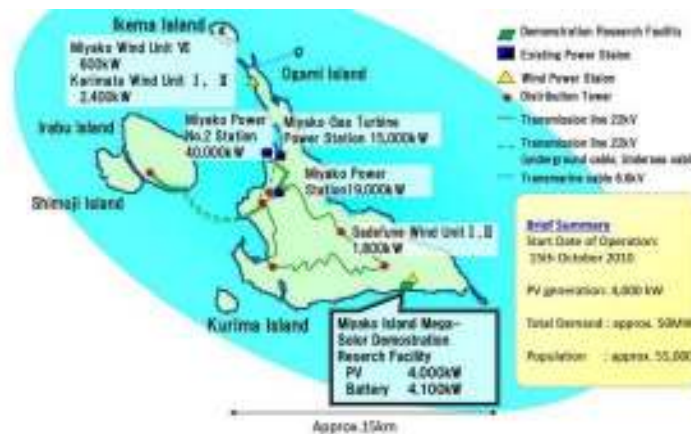 Ikema Island
Miyako Wind Unit Ⅵ
600kW
Karimata Wind Unit Ⅰ, Ⅱ
2,400kW
Ogami Island
Irabu Island
Miyako Power
No.2 Station
40,000kW
Miyako Gas Turbine
Power Station 15,000kW
Miyako Power
Station19,000kW
Shimoji Island
Unit Ⅰ, Ⅱ
1,800kW
Kurima Island
Miyako Island Mega-
Solor Demostration
Reserch Facility
PV 4.000kW
Battery 4.100kW
Approx.15km
Demonstration Research Facility
Existing Power Station
Wind Power Station
Distribution Tower
Transmission line 22kV
Transmission line 22kV
Transmarine cable 6.6kV
Brief Summary
Start Date of Operation:
15th October 2010
PV generation: 4,000 kW
Total Demand : approx. 50MW
Population : approx. 55,000